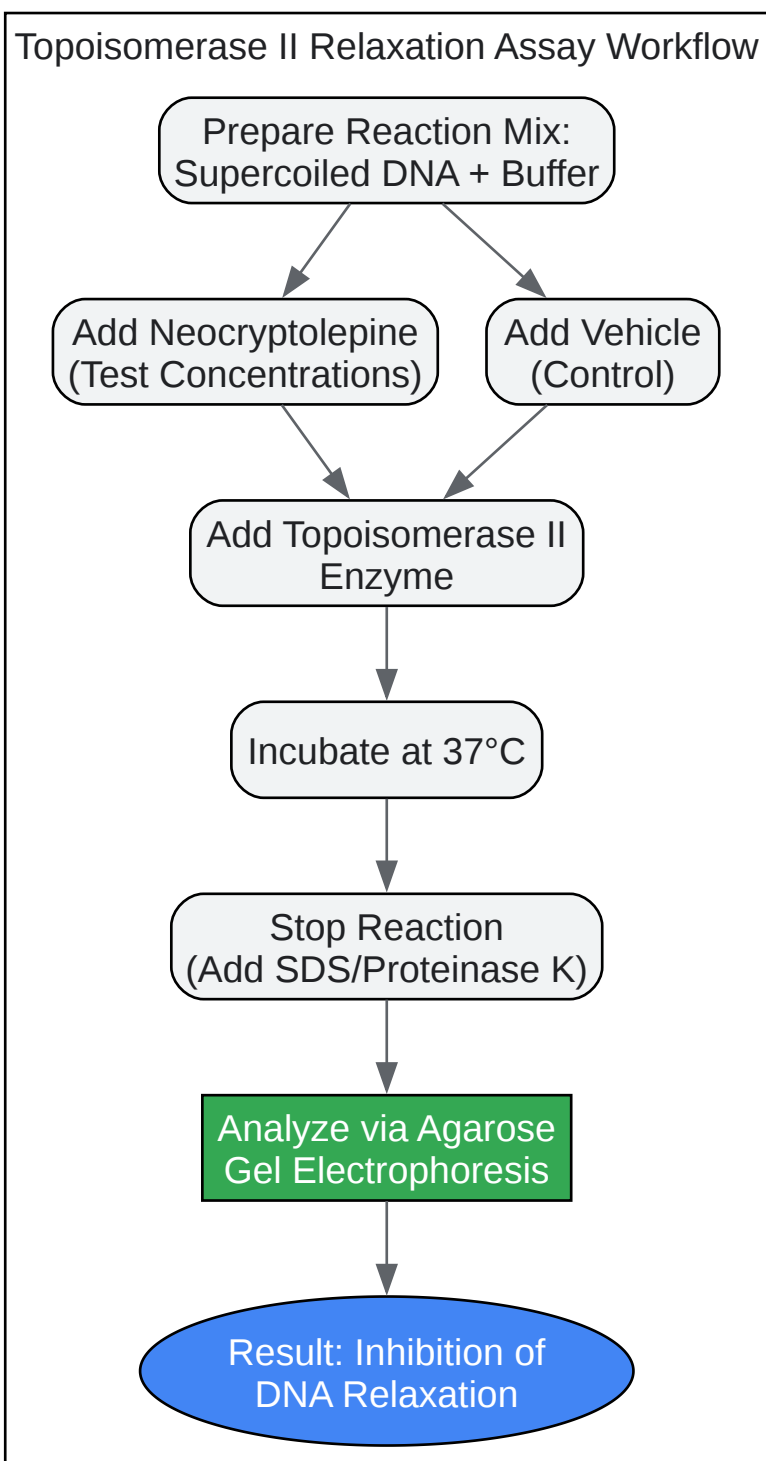 Topoisomerase II Relaxation Assay Workflow
Prepare Reaction Mix:
Supercoiled DNA + Buffer
Add Neocryptolepine
(Test Concentrations)
Add Vehicle
(Control)
Add Topoisomerase II
Enzyme
Incubate at 37°C
Stop Reaction
(Add SDS/Proteinase K)
Analyze via Agarose
Gel Electrophoresis
Result: Inhibition of
DNA Relaxation